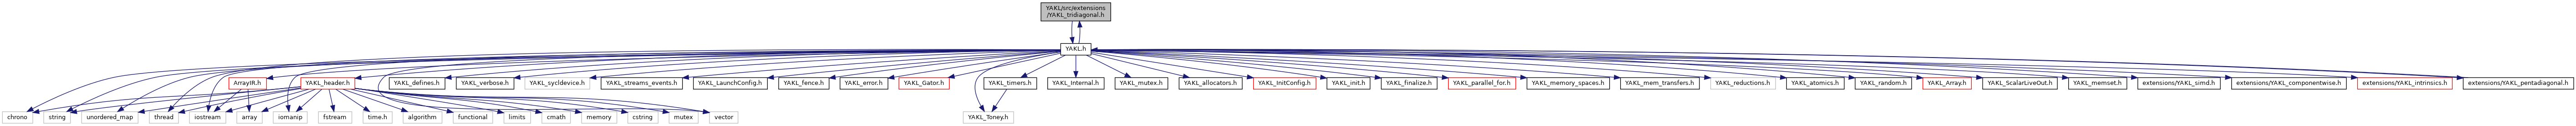 YAKL/src/extensions
/YAKL_tridiagonal.h
YAKL.h
ArrayIR.h
YAKL_header.h
YAKL_defines.h
YAKL_verbose.h
YAKL_sycldevice.h
YAKL_streams_events.h
YAKL_LaunchConfig.h
YAKL_fence.h
YAKL_error.h
YAKL_Gator.h
YAKL_timers.h
YAKL_Internal.h
YAKL_mutex.h
YAKL_allocators.h
YAKL_InitConfig.h
YAKL_init.h
YAKL_finalize.h
YAKL_parallel_for.h
YAKL_memory_spaces.h
YAKL_mem_transfers.h
YAKL_reductions.h
YAKL_atomics.h
YAKL_random.h
YAKL_Array.h
YAKL_ScalarLiveOut.h
YAKL_memset.h
extensions/YAKL_simd.h
extensions/YAKL_componentwise.h
extensions/YAKL_intrinsics.h
extensions/YAKL_pentadiagonal.h
chrono
string
unordered_map
thread
iostream
array
iomanip
fstream
time.h
algorithm
functional
limits
cmath
memory
cstring
mutex
vector
YAKL_Toney.h